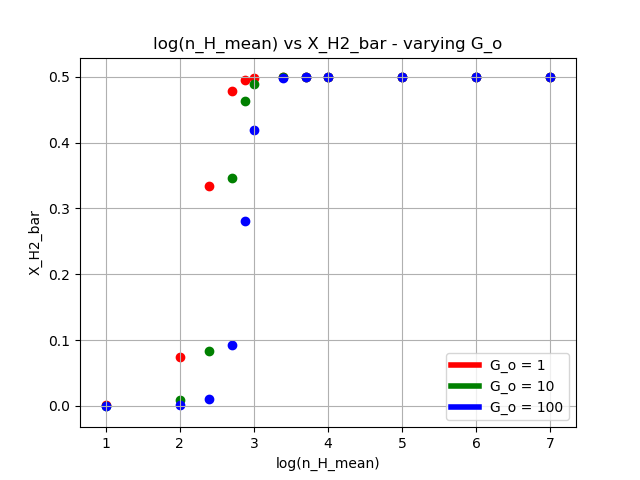 log(n_H_mean) vs X_H2_bar - varying G_o
X_H2_bar
0.5
0.4
0.3
0.2
0.1
0.0
G_o = 1
G_o = 10
G_o = 100
1 2 3 4 5 6 7
log(n_H_mean)